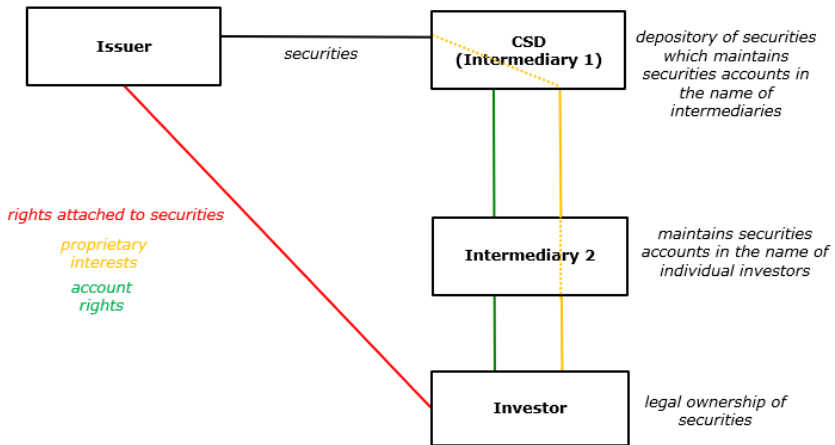 Issuer
securities
CSD
(Intermediary 1)
depository of securities
which maintains
securities accounts in
the name of
intermediaries
rights attached to securities
proprietary
interests
account
rights
Intermediary 2
maintains securities
accounts in the name of
individual investors
Investor
legal ownership of
securities